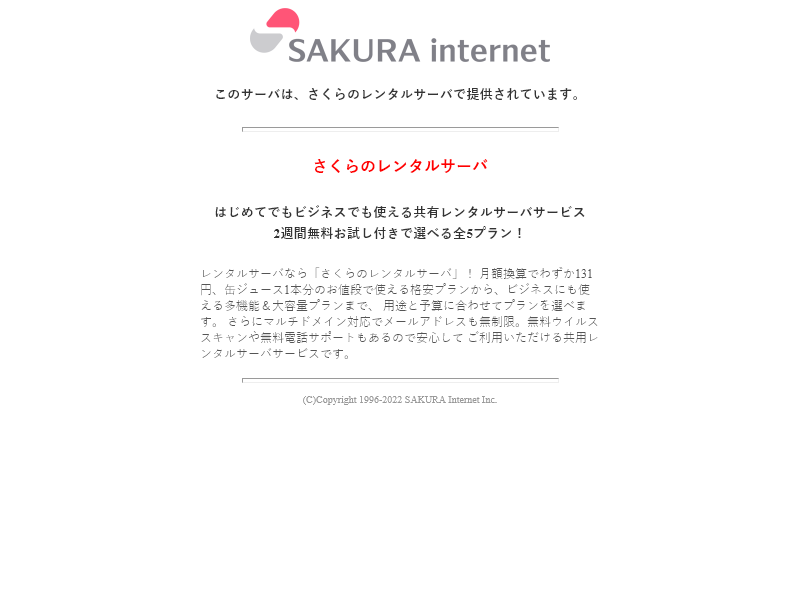 SAKURA internet
このサーバは、さくらのレンタルサーバで提供されています。
さくらのレンタルサーバ
はじめてでもビジネスでも使える共有レンタルサーバサービス
2週間無料お試し付きで選べる全5プラン！
レンタルサーバなら「さくらのレンタルサーバ」！ 月額換算でわずか131
円、缶ジュース1本分のお値段で使える格安プランから、ビジネスにも使
える多機能＆大容量プランまで、 用途と予算に合わせてプランを選べま
す。 さらにマルチドメイン対応でメールアドレスも無制限。無料ウイルス
スキャンや無料電話サポートもあるので安心して ご利用いただける共用レ
ンタルサーバサービスです。
(C)Copyright 1996-2022 SAKURA Internet Inc.